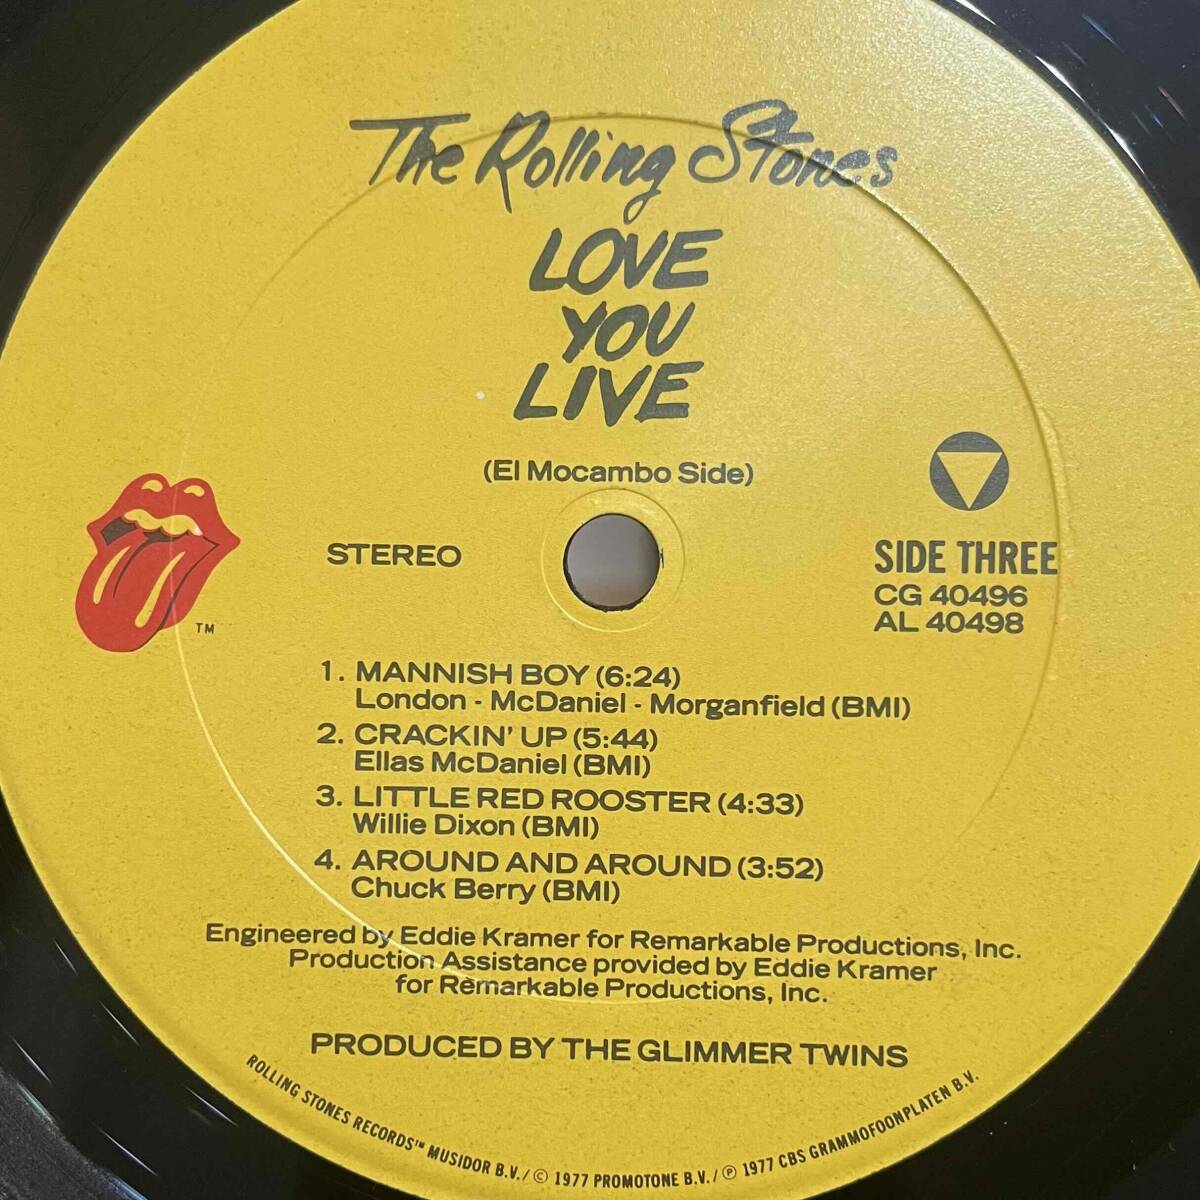 The Rolling Stones
LOVE
YOU
LIVE
(El Mocambo Side)
STEREO
SIDE THREE
CG 40496
AL 40498
TM
1. MANNISH BOY (6:24)
London - McDaniel - Morganfield (BMI)
2. CRACKIN' UP (5:44)
Ellas McDaniel (BMI)
3. LITTLE RED ROOSTER (4:33)
Willie Dixon (BMI)
4. AROUND AND AROUND (3:52)
Chuck Berry (BMI)
Engineered by Eddie Kramer for Remarkable Productions, Inc.
Production Assistance provided by Eddie Kramer
for Remarkable Productions, Inc.
PRODUCED BY THE GLIMMER TWINS
ROLLING STONES RECORDS™ MUSIDOR B.V. / © 1977 PROMOTONE B.V. / ℗ 1977 CBS GRAMMOFOONPLATEN B.V.